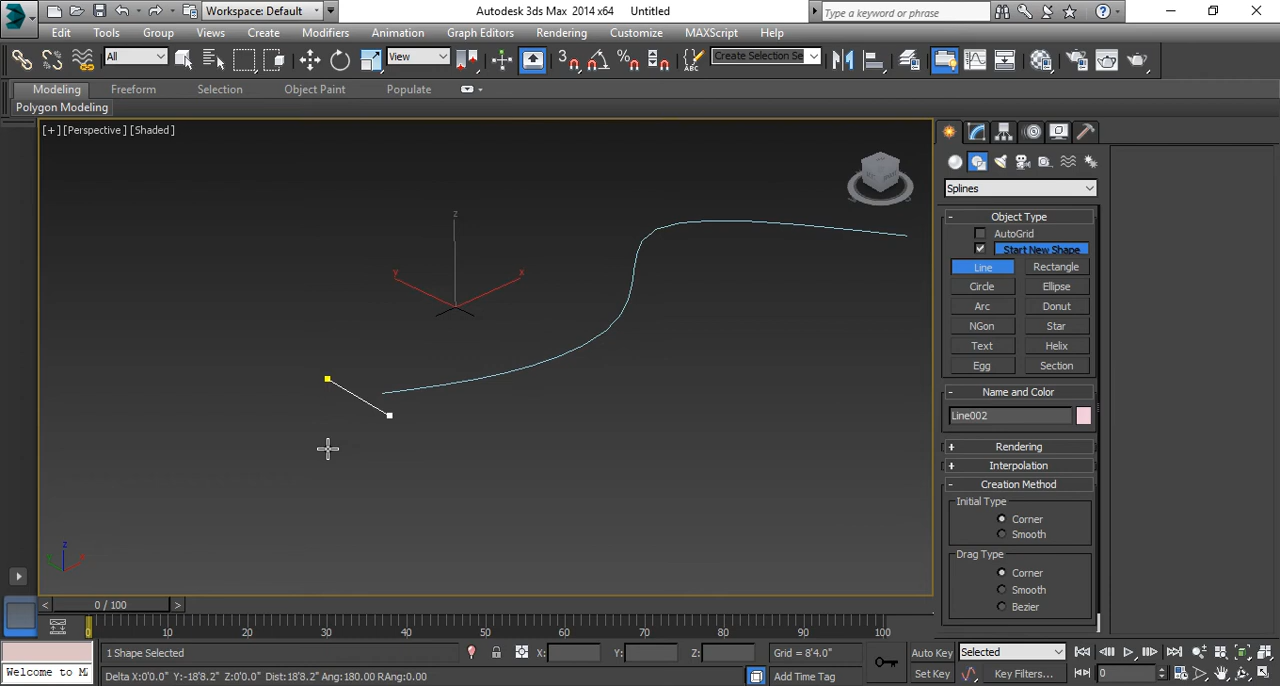 Workspace: Default
Autodesk 3ds Max 2014 x64 Untitled
Type a keyword or phrase
Edit Tools Group Views Create Modifiers Animation Graph Editors Rendering Customize MAXScript Help
All
View
3
ABC
Create Selection Se
Modeling Freeform Selection Object Paint Populate
Polygon Modeling
[+] [Perspective] [Shaded]
Splines
- Object Type
AutoGrid
Start New Shape
Line Rectangle
Circle Ellipse
Arc Donut
NGon Star
Text Helix
Egg Section
- Name and Color
Line002
+ Rendering
+ Interpolation
- Creation Method
Initial Type
Corner
Smooth
Drag Type
Corner
Smooth
Bezier
z
y
x
z
< 0 / 100 >
0 10 20 30 40 50 60 70 80 90 100
1 Shape Selected
X: Y: Z:
Grid = 8'4.0"
Auto Key
Selected
Welcome to M
Delta X:0'0.0" Y:-18'8.2" Z:0'0.0" Dist:18'8.2" Ang:180.00 RAng:0.00
Add Time Tag
Set Key
Key Filters...
0